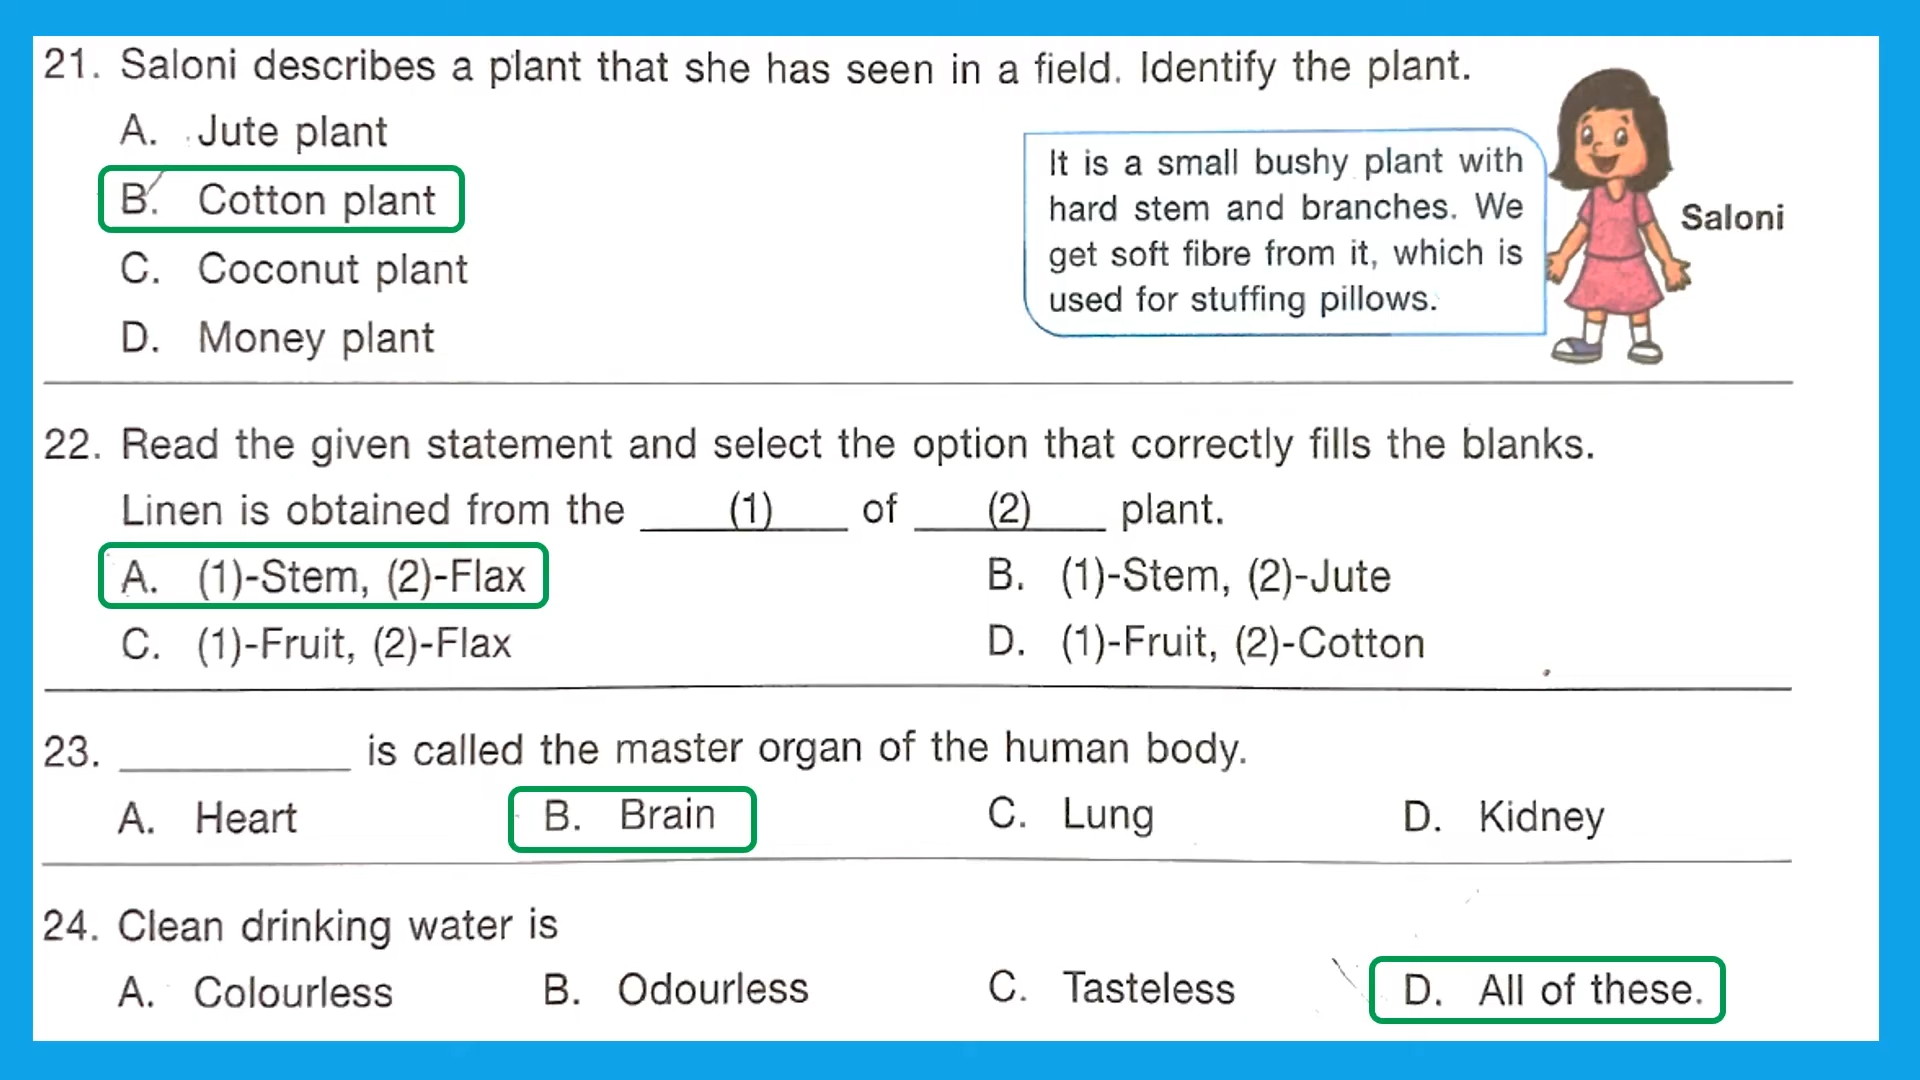 21. Saloni describes a plant that she has seen in a field. Identify the plant.
A. Jute plant
B. Cotton plant
C. Coconut plant
D. Money plant
It is a small bushy plant with
hard stem and branches. We
get soft fibre from it, which is
used for stuffing pillows.
Saloni
22. Read the given statement and select the option that correctly fills the blanks.
Linen is obtained from the ____(1)____ of ____(2)____ plant.
A. (1)-Stem, (2)-Flax B. (1)-Stem, (2)-Jute
C. (1)-Fruit, (2)-Flax D. (1)-Fruit, (2)-Cotton
23. __________ is called the master organ of the human body.
A. Heart B. Brain C. Lung D. Kidney
24. Clean drinking water is
A. Colourless B. Odourless C. Tasteless D. All of these.